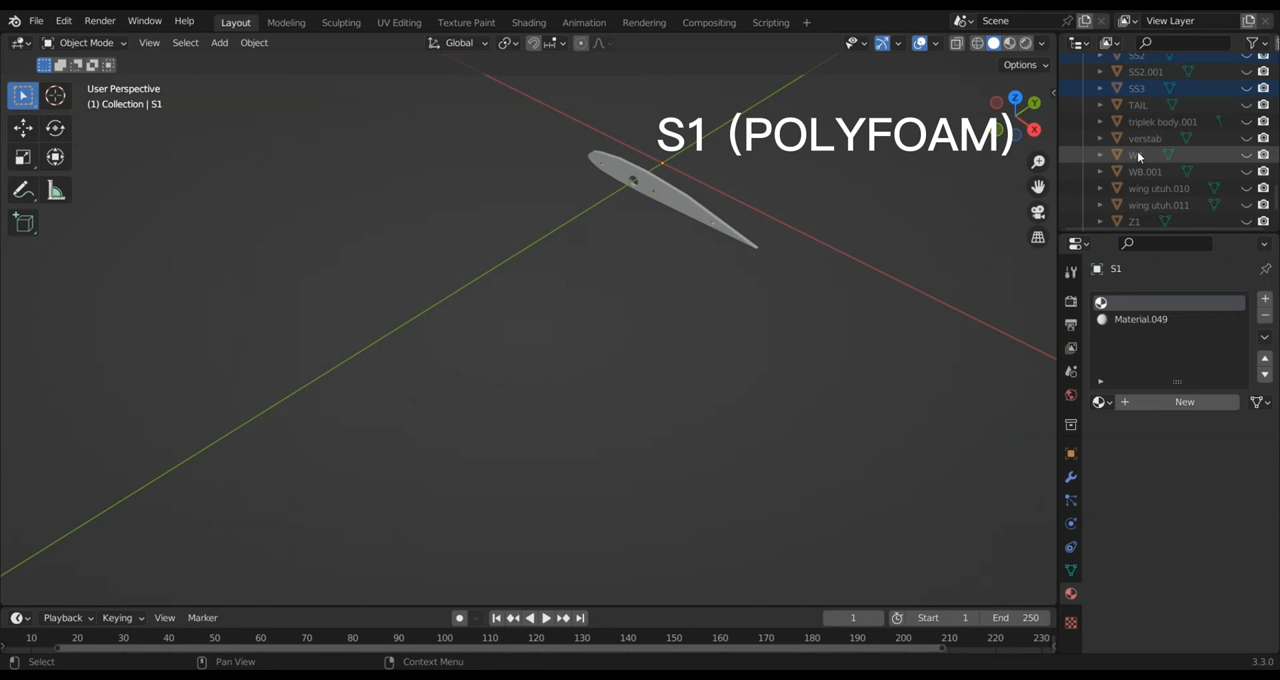 File Edit Render Window Help Layout Modeling Sculpting UV Editing Texture Paint Shading Animation Rendering Compositing Scripting + Scene View Layer
Object Mode View Select Add Object Global
Options
User Perspective
(1) Collection | S1
S1 (POLYFOAM)
Z
Y
X
SS2
SS2.001
SS3
TAIL
triplek body.001
verstab
WB.001
wing utuh.010
wing utuh.011
Z1
S1
Material.049
New
Playback Keying View Marker 1 Start 1 End 250
10 20 30 40 50 60 70 80 90 100 110 120 130 140 150 160 170 180 190 200 210 220 230
Select Pan View Context Menu 3.3.0